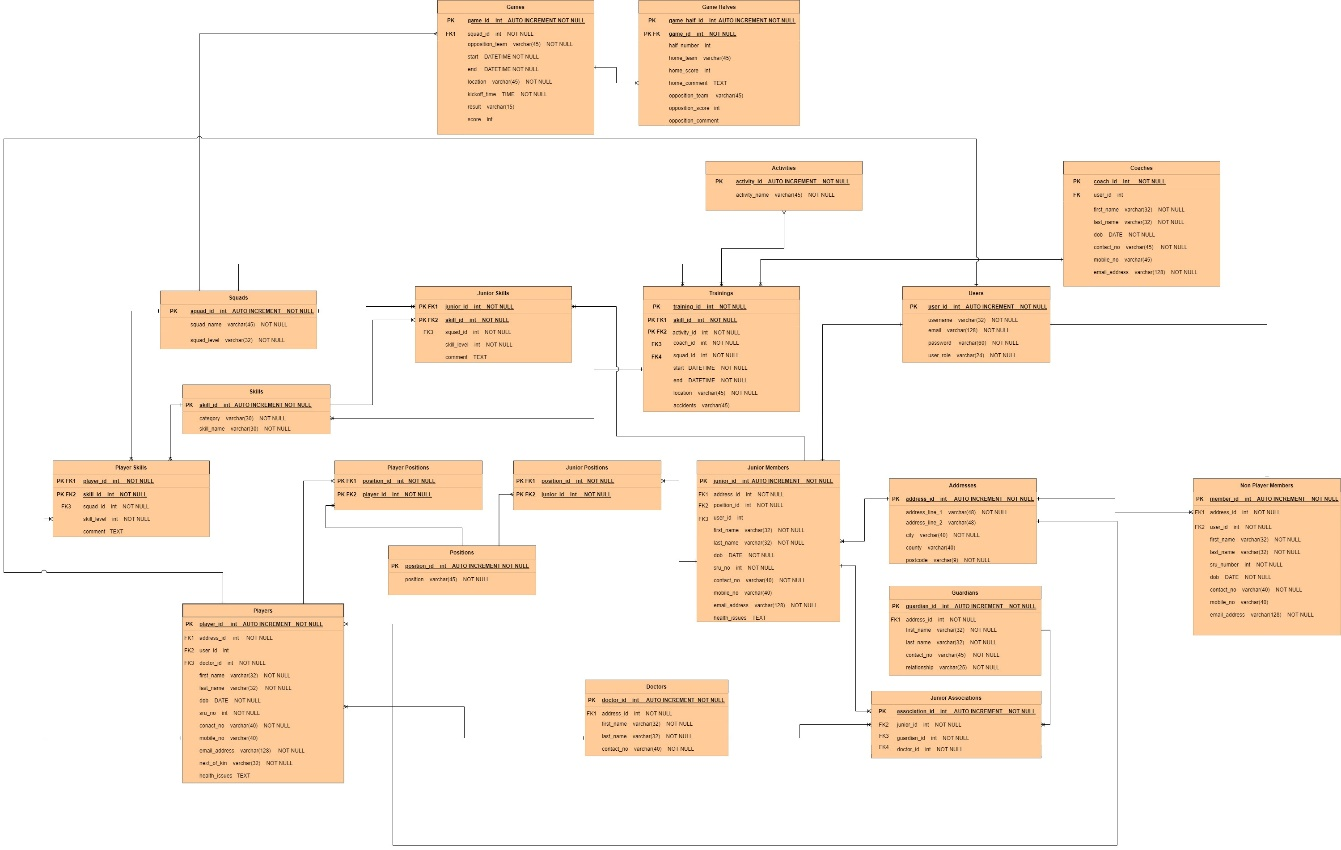 Games
PK game_id int AUTO INCREMENT NOT NULL
FK1 squad_id int NOT NULL
opposition_team varchar(45) NOT NULL
start DATETIME NOT NULL
end DATETIME NOT NULL
location varchar(45) NOT NULL
kickoff_time TIME NOT NULL
result varchar(15)
score int
Game Halves
PK game_half_id int AUTO INCREMENT NOT NULL
PK FK game_id int NOT NULL
half_number int
home_team varchar(45)
home_score int
home_comment TEXT
opposition_team varchar(45)
opposition_score int
opposition_comment
Activities
PK activity_id AUTO INCREMENT NOT NULL
activity_name varchar(45) NOT NULL
Coaches
PK coach_id int NOT NULL
FK user_id int
first_name varchar(32) NOT NULL
last_name varchar(32) NOT NULL
dob DATE NOT NULL
contact_no varchar(45) NOT NULL
mobile_no varchar(45)
email_address varchar(128) NOT NULL
Squads
PK squad_id int AUTO INCREMENT NOT NULL
squad_name varchar(45) NOT NULL
squad_level varchar(32) NOT NULL
Junior Skills
PK FK1 junior_id int NOT NULL
PK FK2 skill_id int NOT NULL
FK3 squad_id int NOT NULL
skill_level int NOT NULL
comment TEXT
Trainings
PK training_id int NOT NULL
PK FK1 skill_id int NOT NULL
PK FK2 activity_id int NOT NULL
FK3 coach_id int NOT NULL
FK4 squad_id int NOT NULL
start DATETIME NOT NULL
end DATETIME NOT NULL
location varchar(45) NOT NULL
accidents varchar(45)
Users
PK user_id int AUTO INCREMENT NOT NULL
username varchar(32) NOT NULL
email varchar(128) NOT NULL
password varchar(60) NOT NULL
user_role varchar(24) NOT NULL
Skills
PK skill_id int AUTO INCREMENT NOT NULL
category varchar(30) NOT NULL
skill_name varchar(30) NOT NULL
Player Skills
PK FK1 player_id int NOT NULL
PK FK2 skill_id int NOT NULL
FK3 squad_id int NOT NULL
skill_level int NOT NULL
comment TEXT
Player Positions
PK FK1 position_id int NOT NULL
PK FK2 player_id int NOT NULL
Junior Positions
PK FK1 position_id int NOT NULL
PK FK2 junior_id int NOT NULL
Junior Members
PK junior_id int AUTO INCREMENT NOT NULL
FK1 address_id int NOT NULL
FK2 position_id int NOT NULL
FK3 user_id int
first_name varchar(32) NOT NULL
last_name varchar(32) NOT NULL
dob DATE NOT NULL
sru_no int NOT NULL
contact_no varchar(40) NOT NULL
mobile_no varchar(40)
email_address varchar(128) NOT NULL
health_issues TEXT
Addresses
PK address_id int AUTO INCREMENT NOT NULL
address_line_1 varchar(48) NOT NULL
address_line_2 varchar(48)
city varchar(40) NOT NULL
county varchar(40)
postcode varchar(9) NOT NULL
Non Player Members
PK member_id int AUTO INCREMENT NOT NULL
FK1 address_id int NOT NULL
FK2 user_id int NOT NULL
first_name varchar(32) NOT NULL
last_name varchar(32) NOT NULL
sru_number int NOT NULL
dob DATE NOT NULL
contact_no varchar(40) NOT NULL
mobile_no varchar(40)
email_address varchar(128) NOT NULL
Positions
PK position_id int AUTO INCREMENT NOT NULL
position varchar(45) NOT NULL
Players
PK player_id int AUTO INCREMENT NOT NULL
FK1 address_id int NOT NULL
FK2 user_id int
FK3 doctor_id int NOT NULL
first_name varchar(32) NOT NULL
last_name varchar(32) NOT NULL
dob DATE NOT NULL
sru_no int NOT NULL
conact_no varchar(40) NOT NULL
mobile_no varchar(40)
email_address varchar(128) NOT NULL
next_of_kin varchar(32) NOT NULL
health_issues TEXT
Guardians
PK guardian_id int AUTO INCREMENT NOT NULL
FK1 address_id int NOT NULL
first_name varchar(32) NOT NULL
last_name varchar(32) NOT NULL
contact_no varchar(45) NOT NULL
relationship varchar(25) NOT NULL
Doctors
PK doctor_id int AUTO INCREMENT NOT NULL
FK1 address_id int NOT NULL
first_name varchar(32) NOT NULL
last_name varchar(32) NOT NULL
contact_no varchar(40) NOT NULL
Junior Associations
PK association_id int AUTO INCREMENT NOT NULL
FK2 junior_id int NOT NULL
FK3 guardian_id int NOT NULL
FK4 doctor_id int NOT NULL